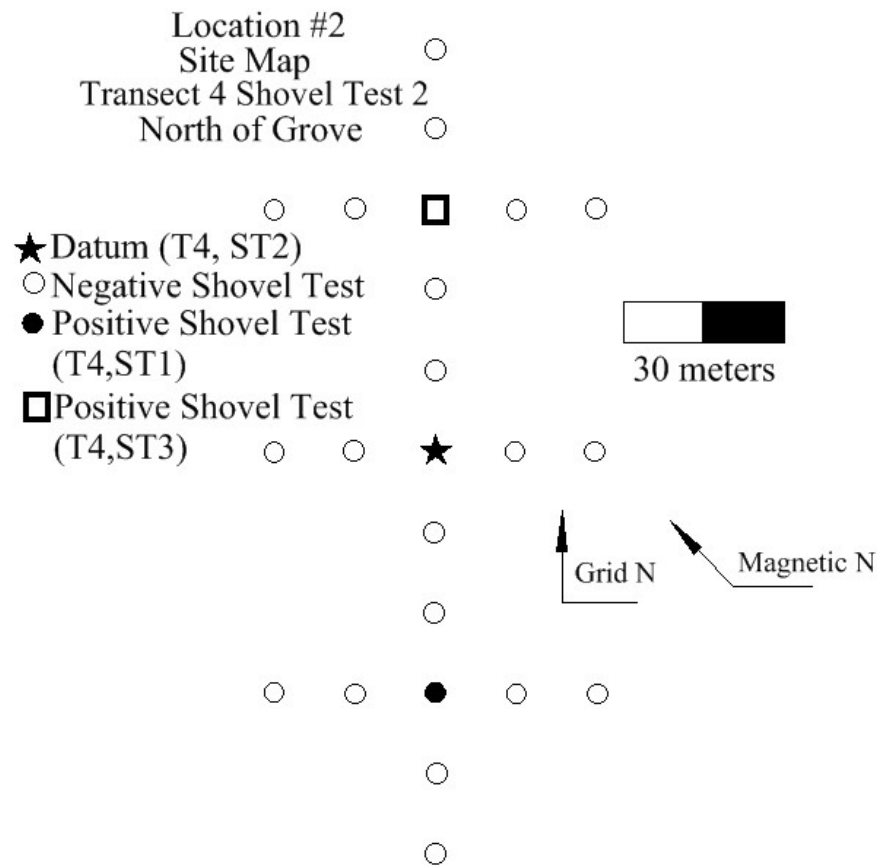 Location #2
Site Map
Transect 4 Shovel Test 2
North of Grove
Datum (T4, ST2)
Negative Shovel Test
Positive Shovel Test
(T4,ST1)
Positive Shovel Test
(T4,ST3)
30 meters
Grid N
Magnetic N